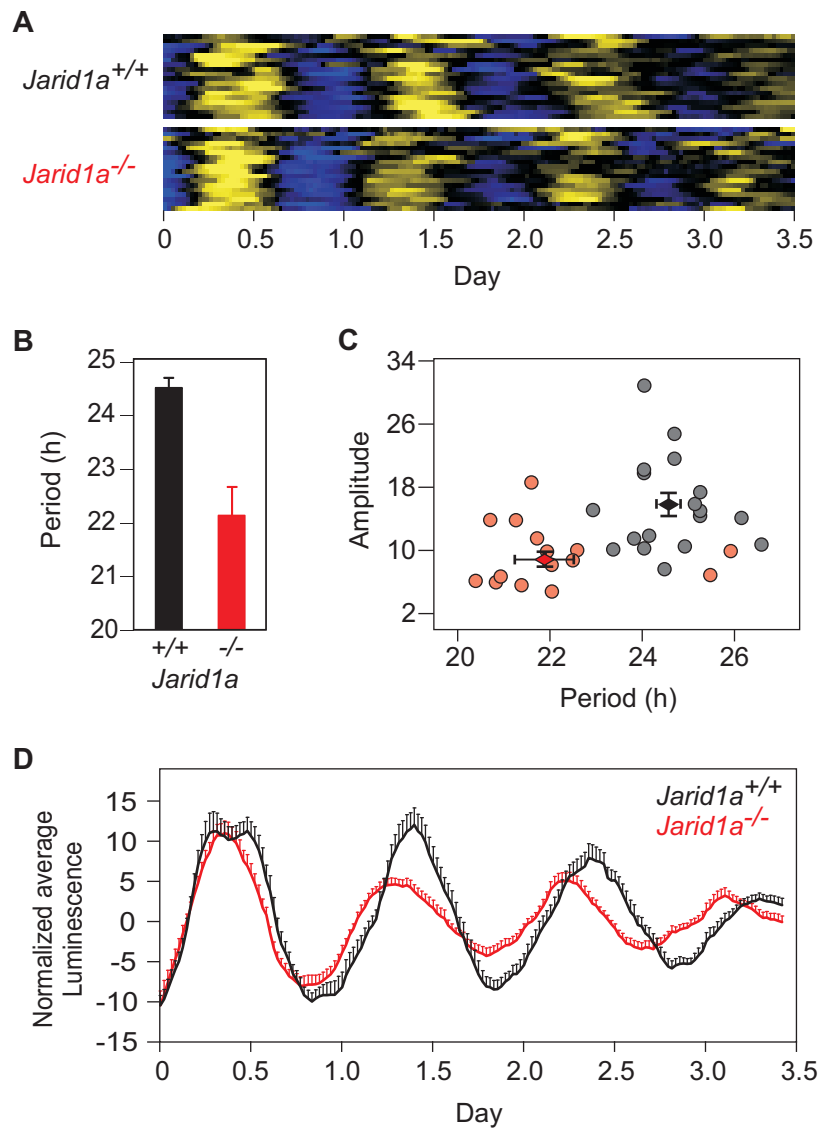 A
Jarid1a+/+
Jarid1a-/-
0 0.5 1.0 1.5 2.0 2.5 3.0 3.5
Day
B
25
24
23
22
21
20
Period (h)
+/+ -/-
Jarid1a
C
34
26
18
10
2
Amplitude
20 22 24 26
Period (h)
D
Jarid1a+/+
Jarid1a-/-
15
10
5
0
-5
-10
-15
Normalized average
Luminescence
0 0.5 1.0 1.5 2.0 2.5 3.0 3.5
Day